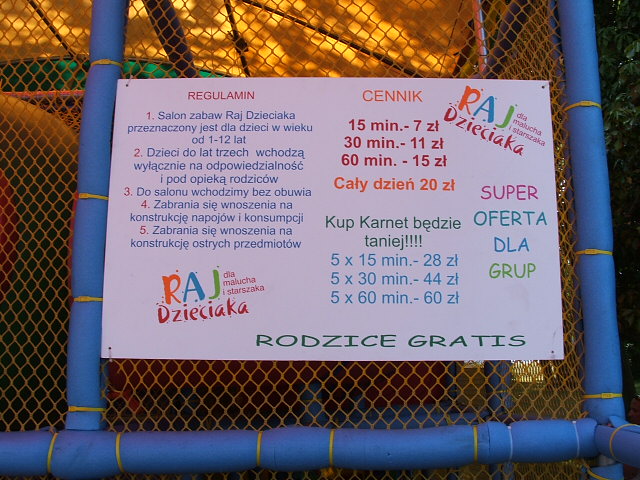 REGULAMIN
1. Salon zabaw Raj Dzieciaka
przeznaczony jest dla dzieci w wieku
od 1-12 lat
2. Dzieci do lat trzech wchodzą
wyłącznie na odpowiedzialność
i pod opieką rodziców
3. Do salonu wchodzimy bez obuwia
4. Zabrania się wnoszenia na
konstrukcję napojów i konsumpcji
5. Zabrania się wnoszenia na
konstrukcję ostrych przedmiotów
RAJ dla
malucha
i starszaka
Dzieciaka
CENNIK
15 min.- 7 zł
30 min.- 11 zł
60 min. - 15 zł
Cały dzień 20 zł
Kup Karnet będzie
taniej!!!!
5 x 15 min.- 28 zł
5 x 30 min.- 44 zł
5 x 60 min.- 60 zł
RAJ dla
malucha
i starszaka
Dzieciaka
SUPER
OFERTA
DLA
GRUP
RODZICE GRATIS